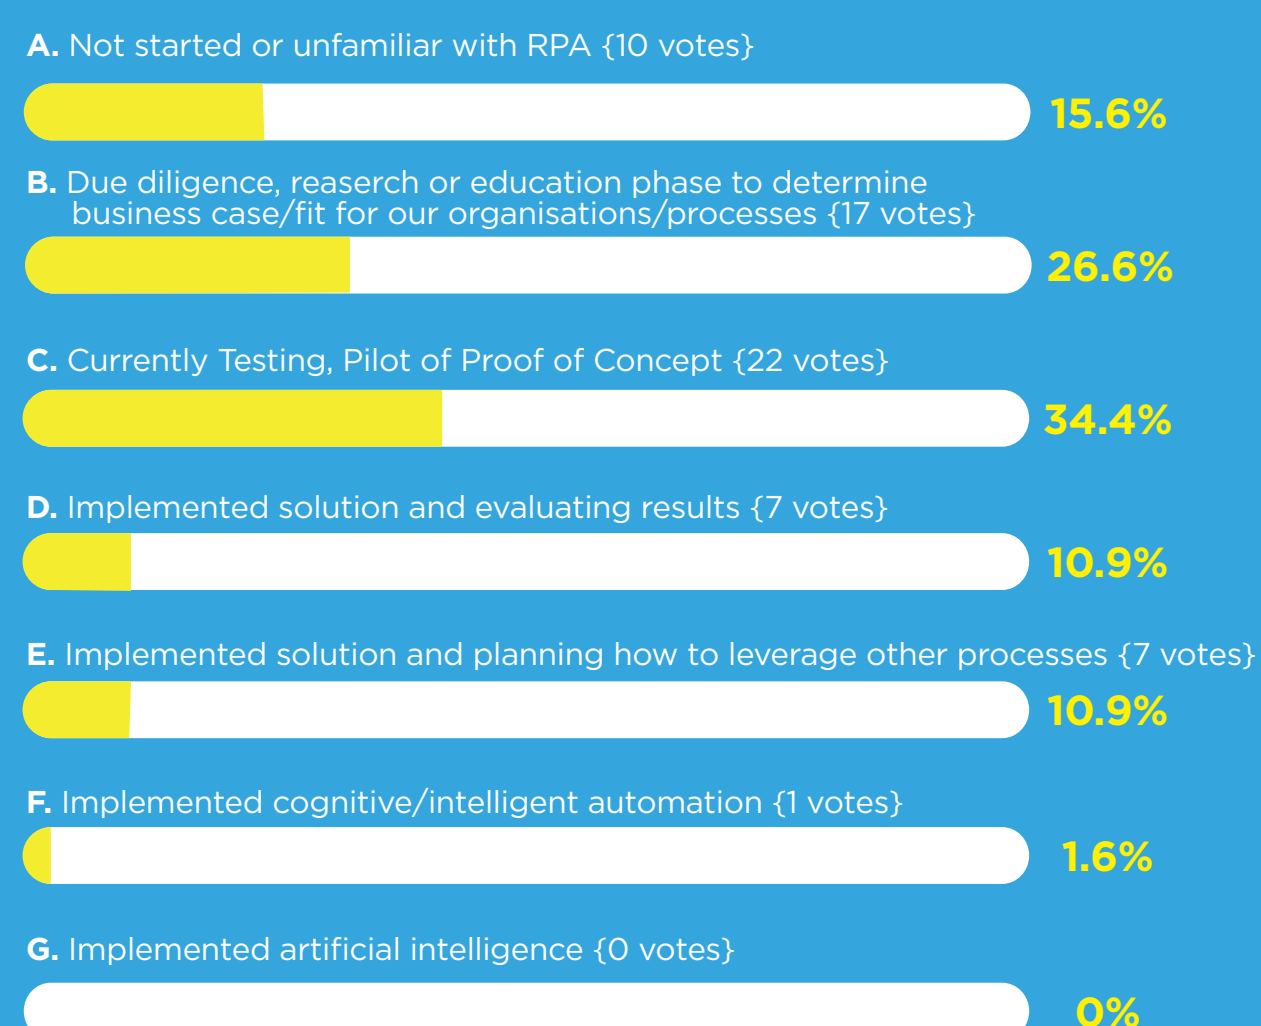 A. Not started or unfamiliar with RPA {10 votes}
15.6%
B. Due diligence, reaserch or education phase to determine
business case/fit for our organisations/processes {17 votes}
26.6%
C. Currently Testing, Pilot of Proof of Concept {22 votes}
34.4%
D. Implemented solution and evaluating results {7 votes}
10.9%
E. Implemented solution and planning how to leverage other processes {7 votes}
10.9%
F. Implemented cognitive/intelligent automation {1 votes}
1.6%
G. Implemented artificial intelligence {0 votes}
0%